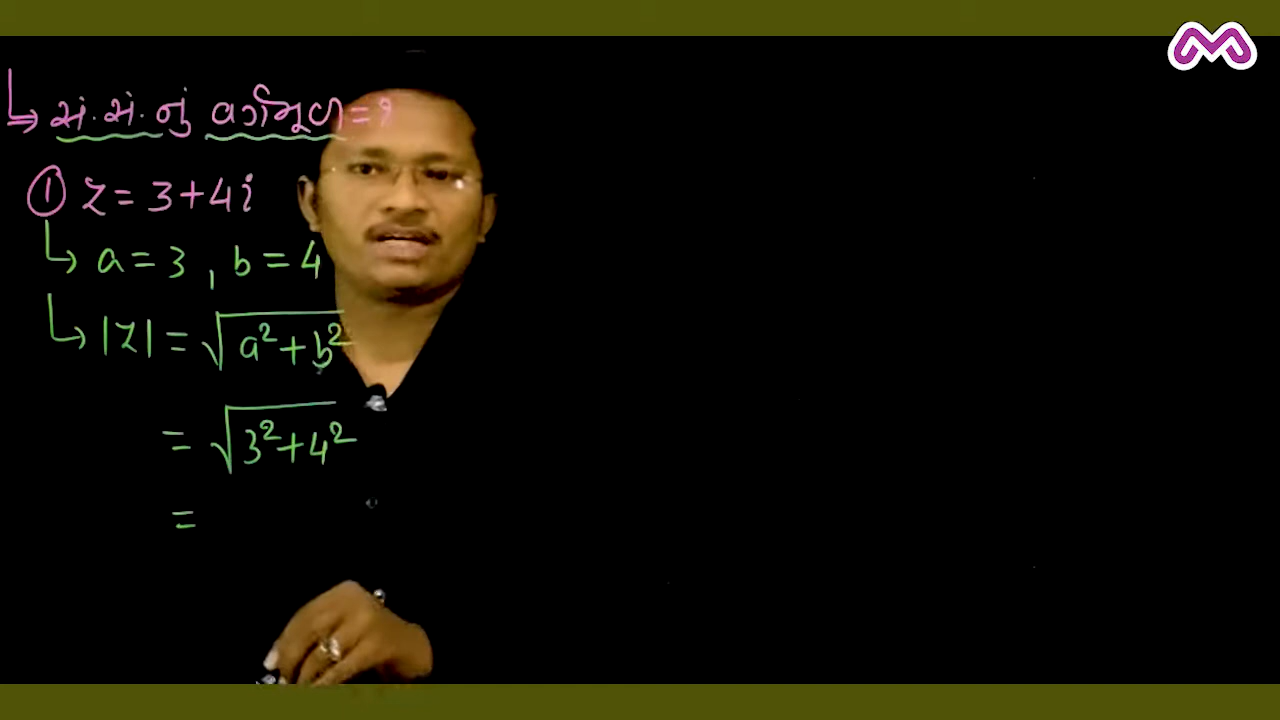 ↳ સં.સં.નું વર્ગમૂળ = ?
① z = 3 + 4i
↳ a = 3 , b = 4
↳ |z| = √(a² + b²)
= √(3² + 4²)
=